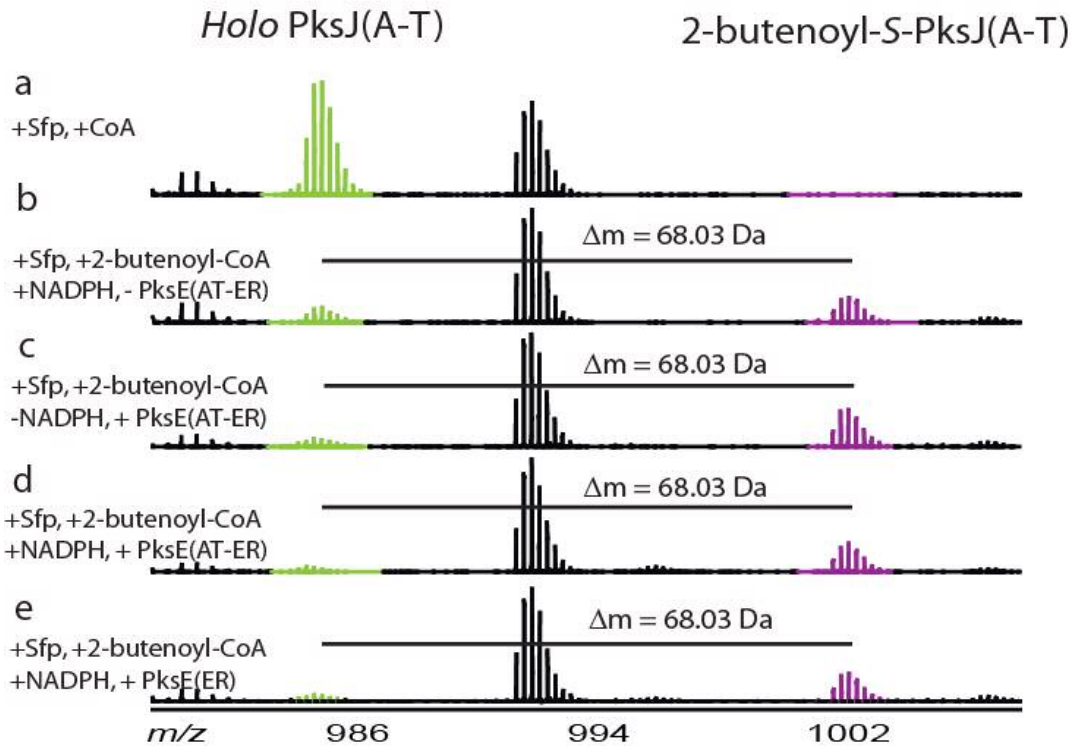 Holo PksJ(A-T)
2-butenoyl-S-PksJ(A-T)
a
+Sfp, +CoA
b
+Sfp, +2-butenoyl-CoA
+NADPH, - PksE(AT-ER)
Δm = 68.03 Da
c
+Sfp, +2-butenoyl-CoA
-NADPH, + PksE(AT-ER)
Δm = 68.03 Da
d
+Sfp, +2-butenoyl-CoA
+NADPH, + PksE(AT-ER)
Δm = 68.03 Da
e
+Sfp, +2-butenoyl-CoA
+NADPH, + PksE(ER)
Δm = 68.03 Da
m/z 986 994 1002